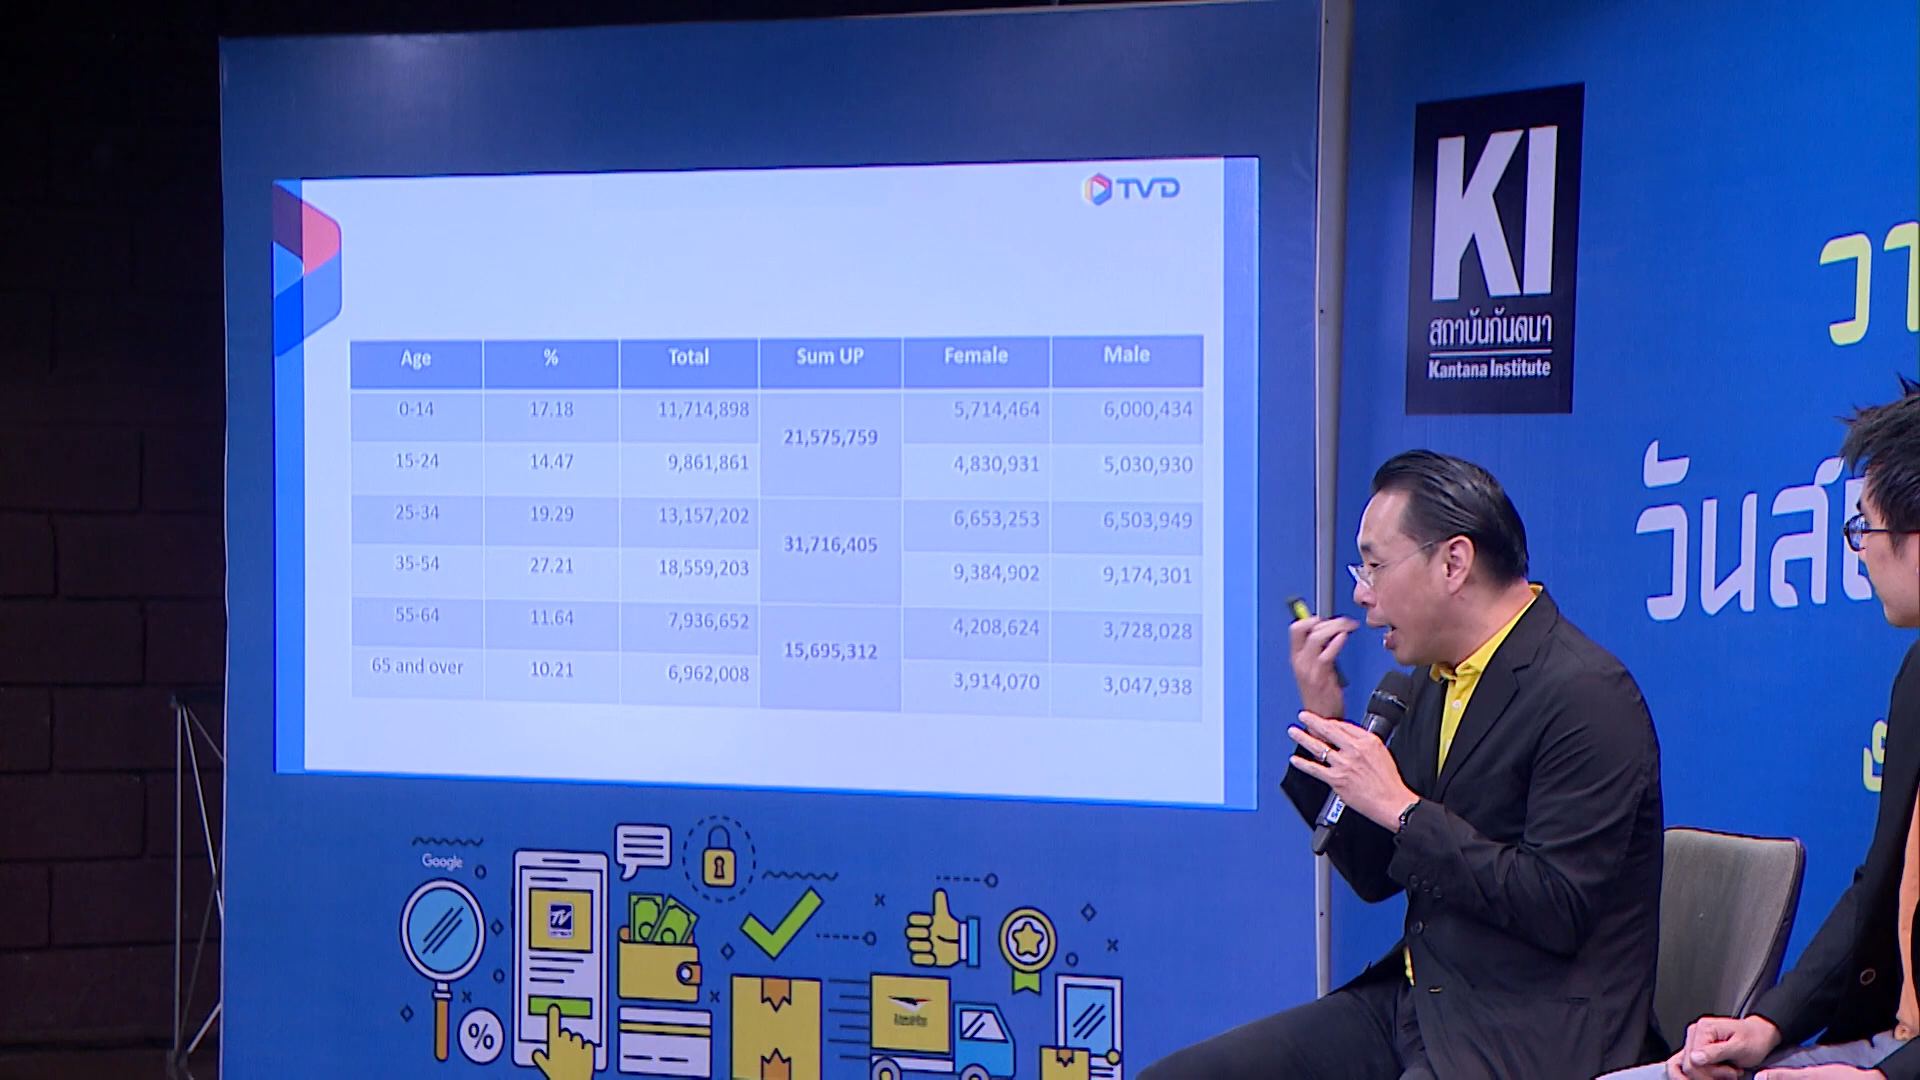 TVD
Age % Total Sum UP Female Male
0-14 17.18 11,714,898 21,575,759 5,714,464 6,000,434
15-24 14.47 9,861,861 4,830,931 5,030,930
25-34 19.29 13,157,202 31,716,405 6,653,253 6,503,949
35-54 27.21 18,559,203 9,384,902 9,174,301
55-64 11.64 7,936,652 15,695,312 4,208,624 3,728,028
65 and over 10.21 6,962,008 3,914,070 3,047,938
KI
สถาบันกันตนา
Kantana Institute
Google
TV
%